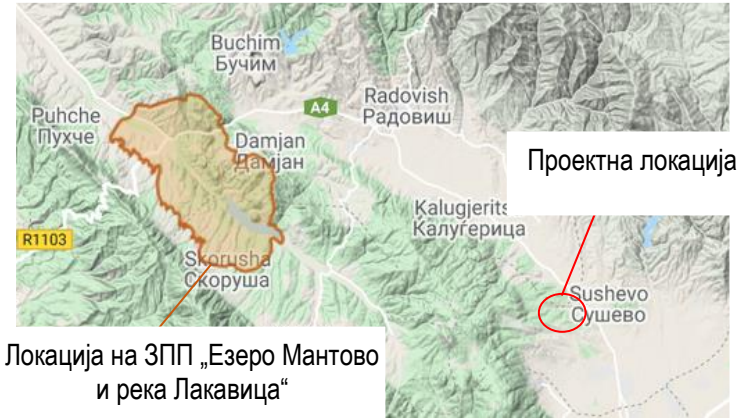 Buchim
Бучим
Puhche
Пухче
A4
Radovish
Радовиш
Damjan
Дамјан
Проектна локација
Kalugjerits
Калуѓерица
R1103
Skorusha
Скоруша
Sushevo
Сушево
Локација на ЗПП „Езеро Мантово
и река Лакавица“